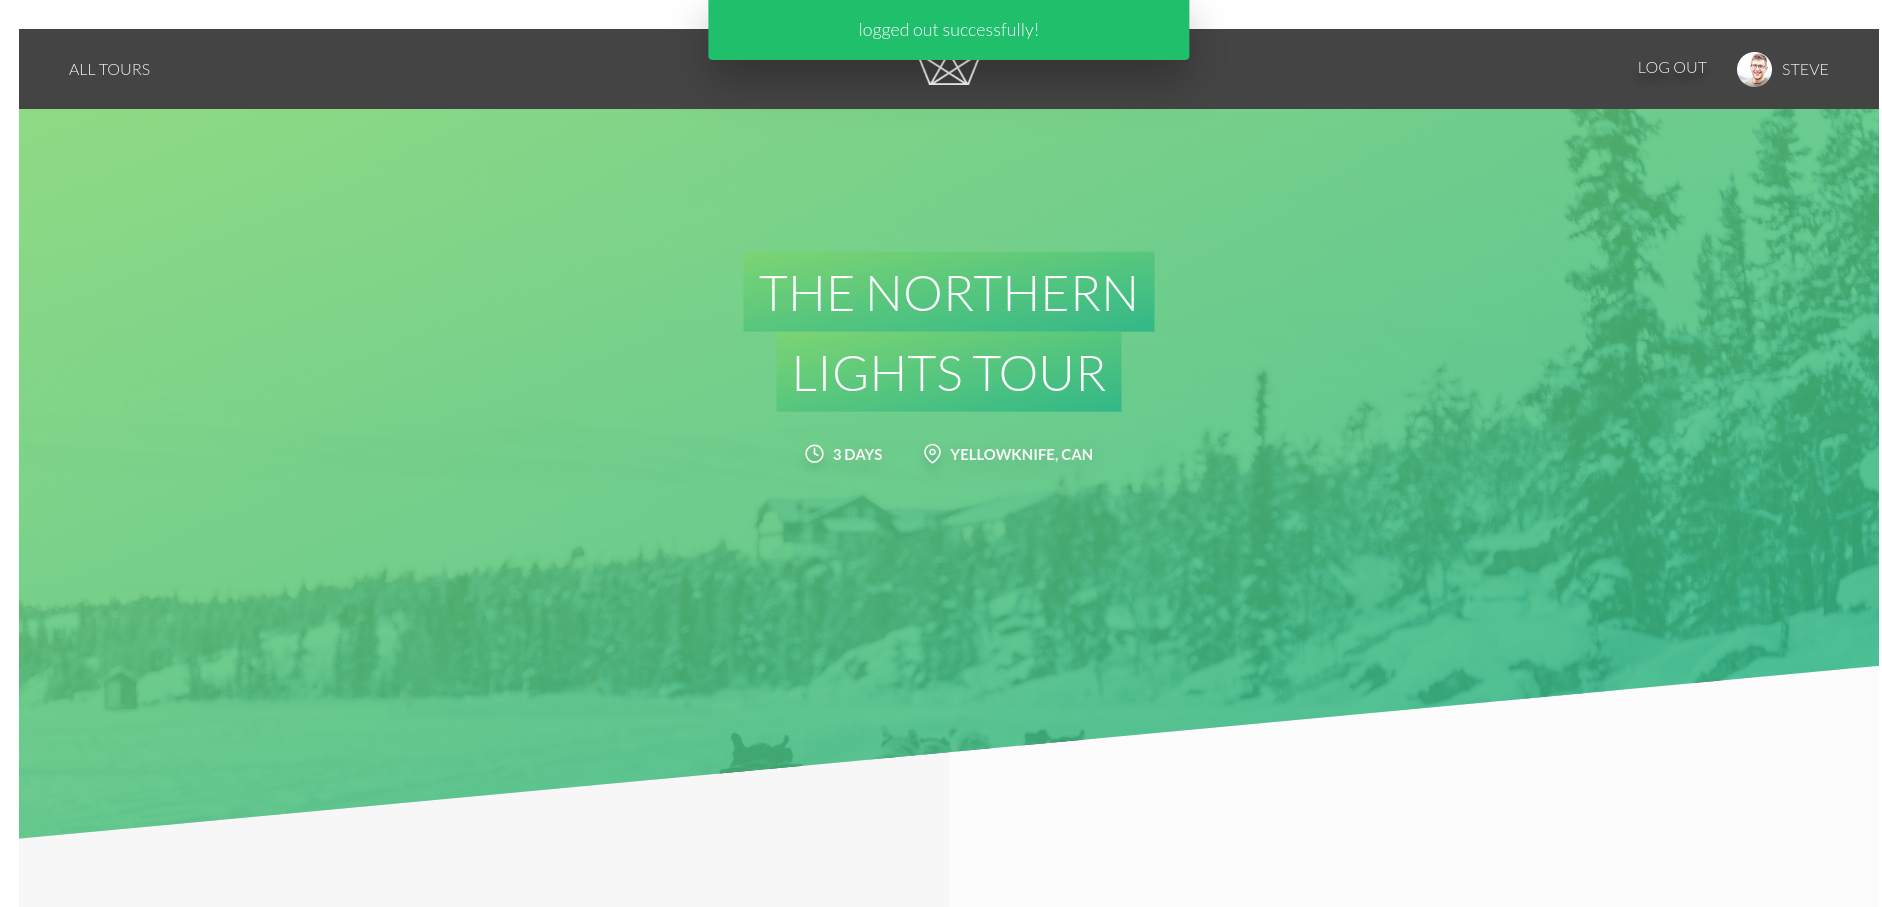 logged out successfully!
ALL TOURS
LOG OUT
STEVE
THE NORTHERN
LIGHTS TOUR
3 DAYS
YELLOWKNIFE, CAN